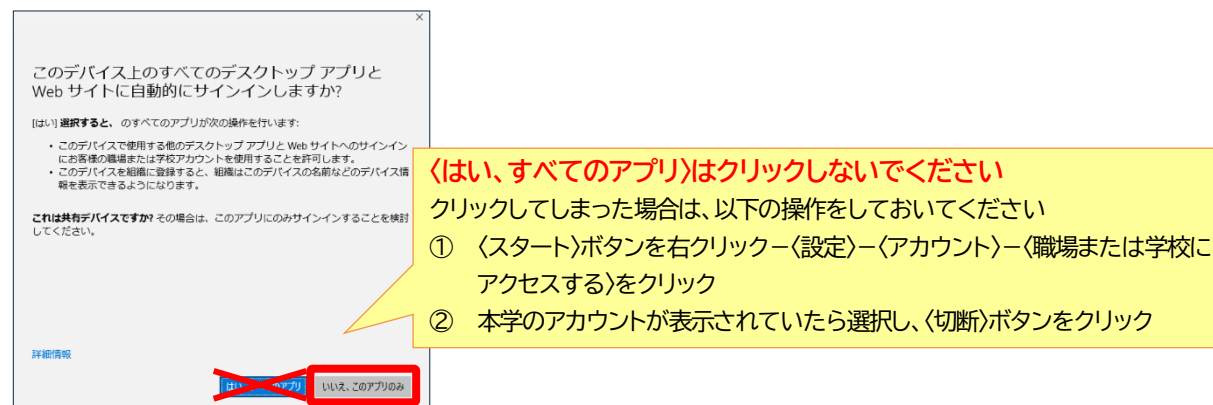 ×
このデバイス上のすべてのデスクトップ アプリと
Web サイトに自動的にサインインしますか?
[はい] 選択すると、 のすべてのアプリが次の操作を行います:
• このデバイスで使用する他のデスクトップ アプリと Web サイトへのサインイン
にお客様の職場または学校アカウントを使用することを許可します。
• このデバイスを組織に登録すると、組織はこのデバイスの名前などのデバイス情
報を表示できるようになります。
これは共有デバイスですか? その場合は、このアプリにのみサインインすることを検討
してください。
詳細情報
はい のアプリ
いいえ、このアプリのみ
〈はい、すべてのアプリ〉はクリックしないでください
クリックしてしまった場合は、以下の操作をしておいてください
① 〈スタート〉ボタンを右クリック－〈設定〉－〈アカウント〉－〈職場または学校に
アクセスする〉をクリック
② 本学のアカウントが表示されていたら選択し、〈切断〉ボタンをクリック